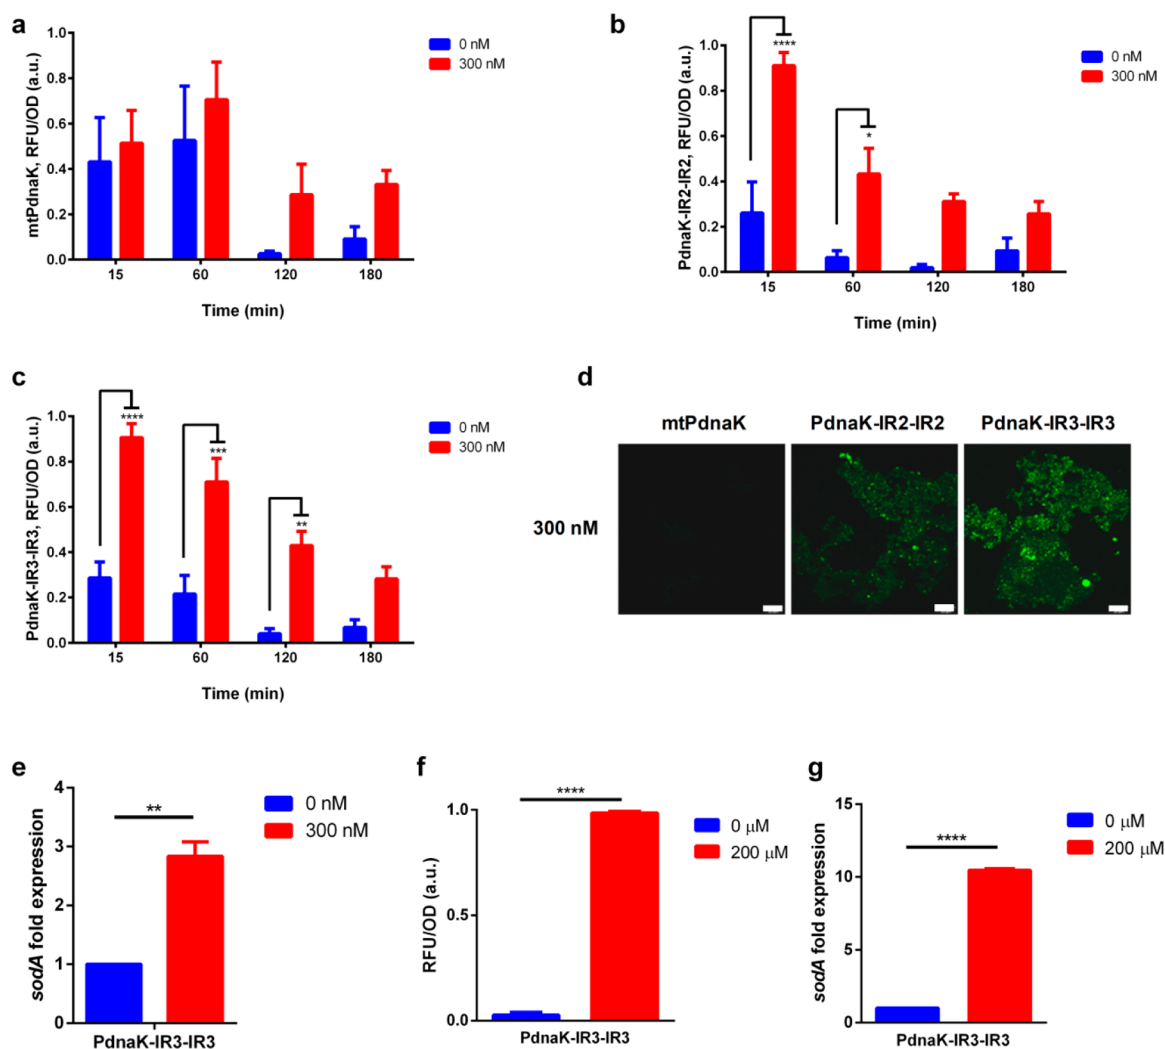 a
mtPdnaK, RFU/OD (a.u.)
1.0
0.8
0.6
0.4
0.2
0.0
15
60
120
180
Time (min)
0 nM
300 nM
b
PdnaK-IR2-IR2, RFU/OD (a.u.)
1.0
0.8
0.6
0.4
0.2
0.0
****
*
15
60
120
180
Time (min)
0 nM
300 nM
c
PdnaK-IR3-IR3, RFU/OD (a.u.)
1.0
0.8
0.6
0.4
0.2
0.0
****
***
**
15
60
120
180
Time (min)
0 nM
300 nM
d
mtPdnaK
PdnaK-IR2-IR2
PdnaK-IR3-IR3
300 nM
e
sodA fold expression
4
3
2
1
0
**
PdnaK-IR3-IR3
0 nM
300 nM
f
RFU/OD (a.u.)
1.0
0.5
0.0
****
PdnaK-IR3-IR3
0 μM
200 μM
g
sodA fold expression
15
10
5
0
****
PdnaK-IR3-IR3
0 μM
200 μM